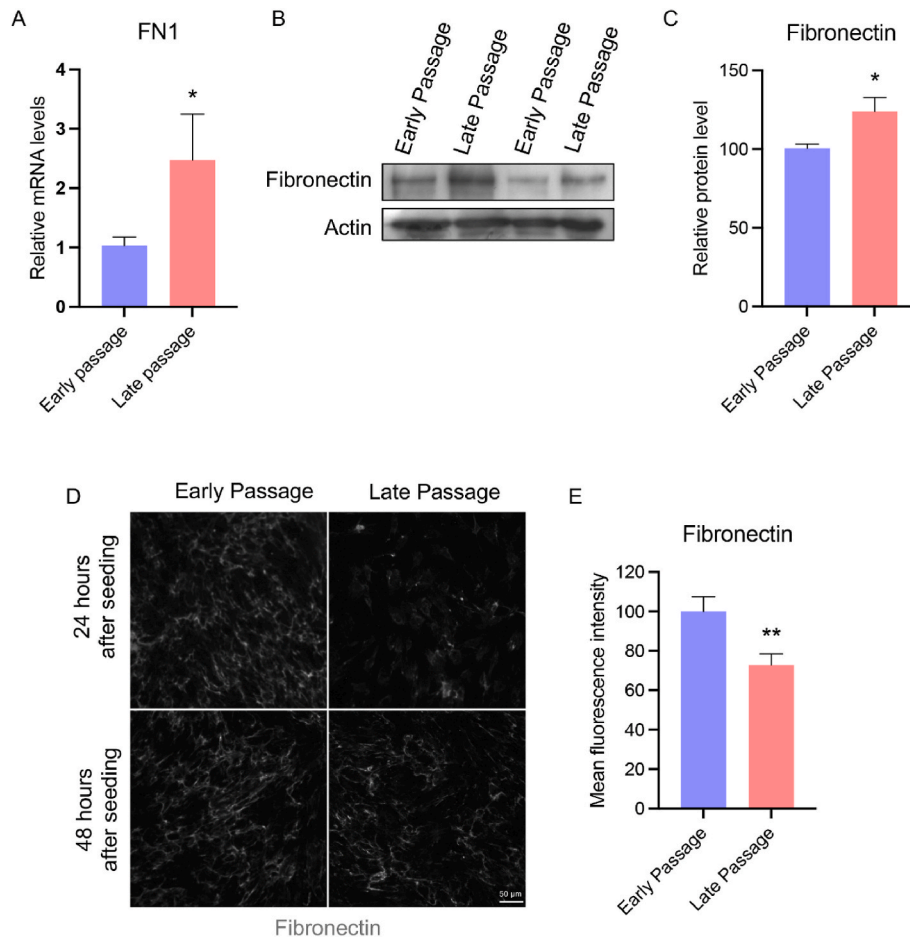 A
FN1
Relative mRNA levels
4
3
2
1
0
*
Early passage
Late passage
B
Early Passage
Late Passage
Early Passage
Late Passage
Fibronectin
Actin
C
Fibronectin
Relative protein level
150
100
50
0
*
Early Passage
Late Passage
D
Early Passage
Late Passage
24 hours
after seeding
48 hours
after seeding
50 µm
Fibronectin
E
Fibronectin
Mean fluorescence intensity
120
100
80
60
40
20
0
**
Early Passage
Late Passage